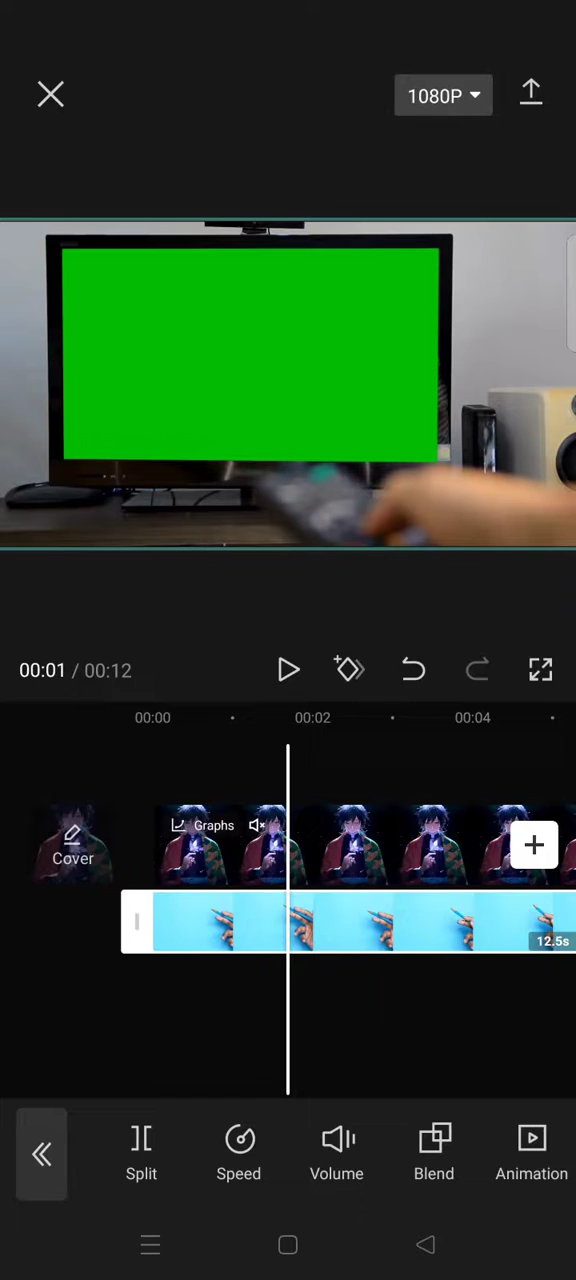 1080P
00:01 / 00:12
00:00 00:02 00:04
Graphs
Cover
12.5s
Split Speed Volume Blend Animation